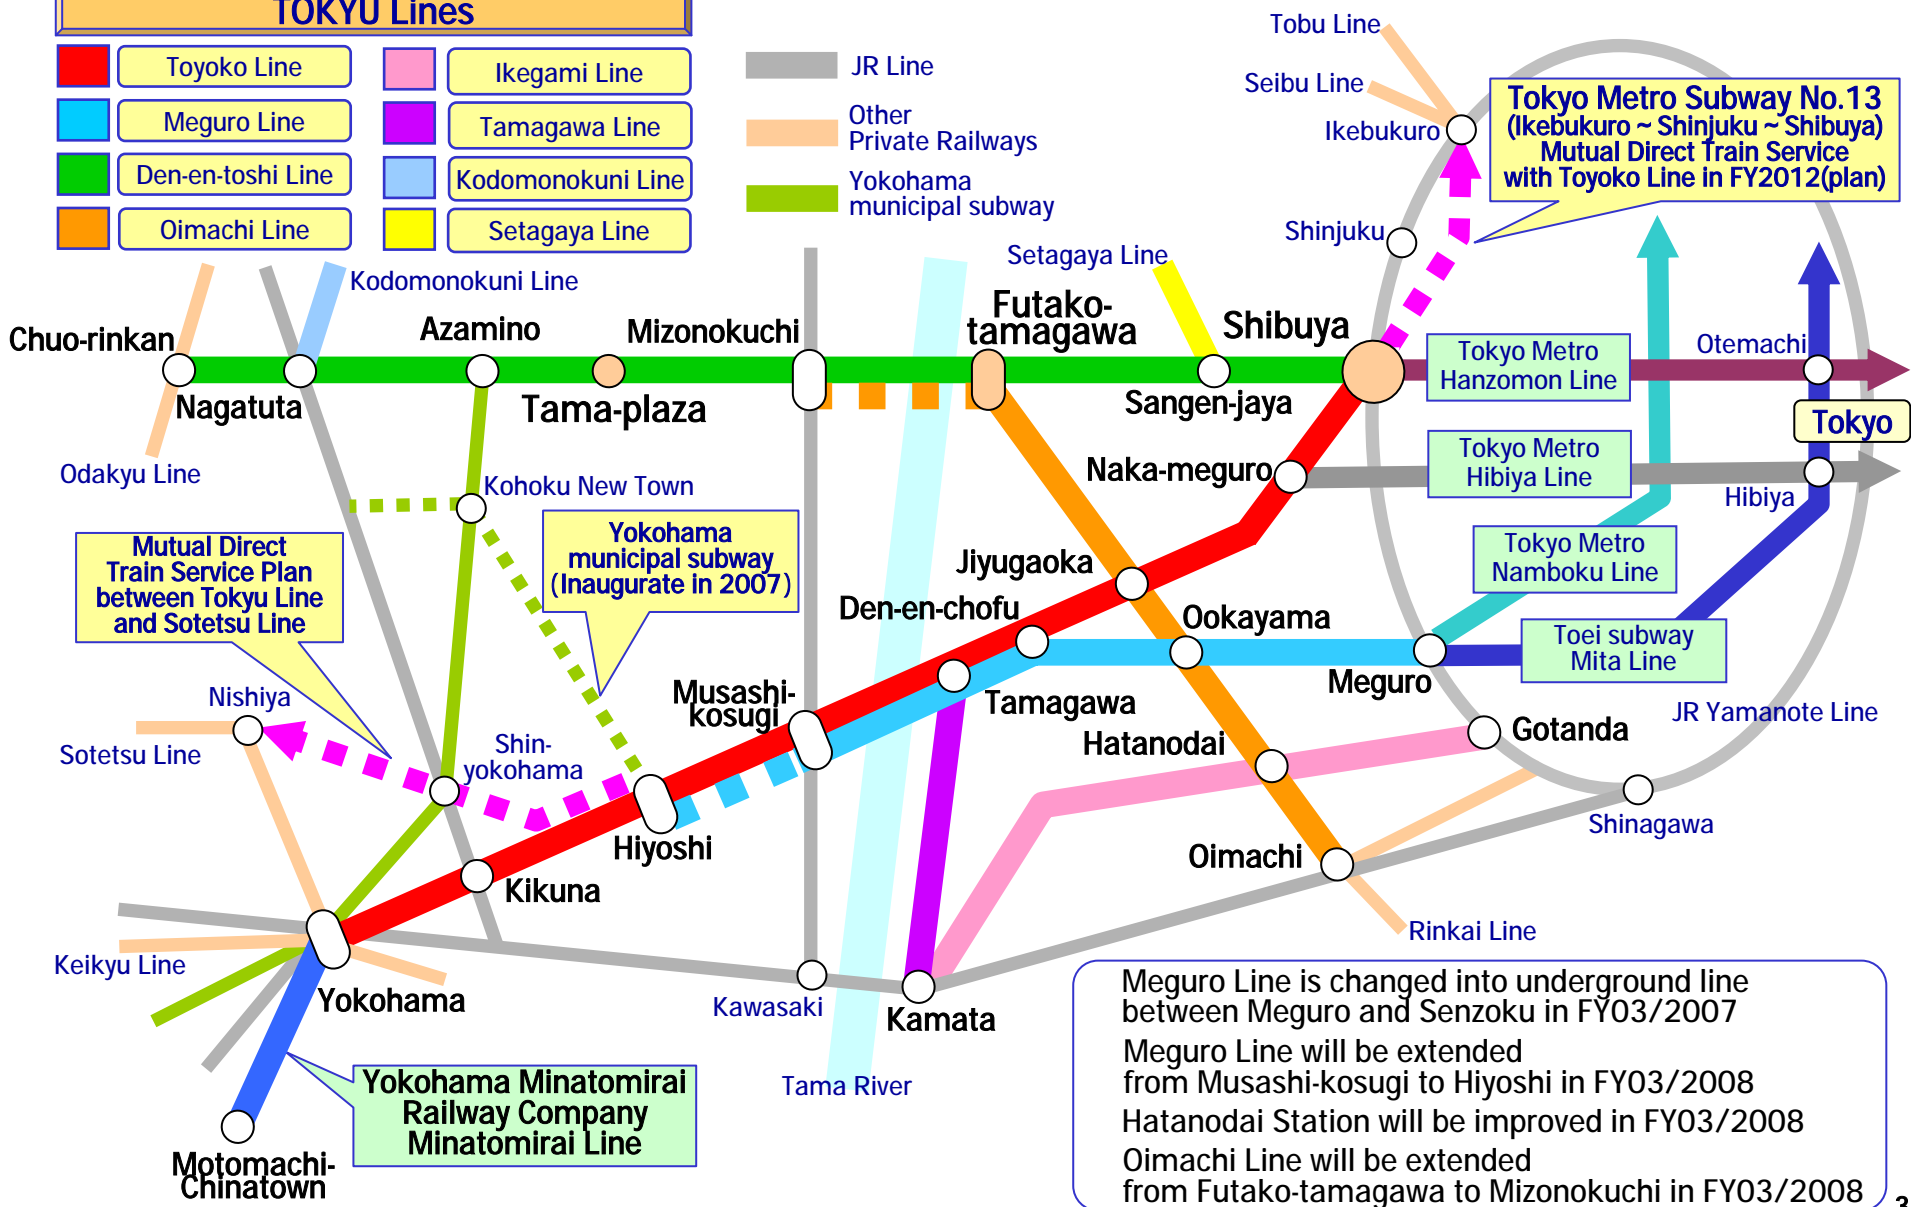 TOKYU Lines
Toyoko Line
Meguro Line
Den-en-toshi Line
Oimachi Line
Ikegami Line
Tamagawa Line
Kodomonokuni Line
Setagaya Line
JR Line
Other
Private Railways
Yokohama
municipal subway
Tobu Line
Seibu Line
Ikebukuro
Tokyo Metro Subway No.13
(Ikebukuro ~ Shinjuku ~ Shibuya)
Mutual Direct Train Service
with Toyoko Line in FY2012(plan)
Shinjuku
Setagaya Line
Kodomonokuni Line
Chuo-rinkan
Azamino
Mizonokuchi
Futako-
tamagawa
Shibuya
Nagatuta
Tama-plaza
Sangen-jaya
Tokyo Metro
Hanzomon Line
Otemachi
Tokyo
Odakyu Line
Naka-meguro
Tokyo Metro
Hibiya Line
Hibiya
Kohoku New Town
Yokohama
municipal subway
(Inaugurate in 2007)
Mutual Direct
Train Service Plan
between Tokyu Line
and Sotetsu Line
Jiyugaoka
Tokyo Metro
Namboku Line
Den-en-chofu
Ookayama
Toei subway
Mita Line
Meguro
Nishiya
Musashi-
kosugi
Tamagawa
JR Yamanote Line
Sotetsu Line
Shin-
yokohama
Hatanodai
Gotanda
Hiyoshi
Shinagawa
Oimachi
Kikuna
Rinkai Line
Keikyu Line
Yokohama
Kawasaki
Kamata
Tama River
Yokohama Minatomirai
Railway Company
Minatomirai Line
Motomachi-
Chinatown
Meguro Line is changed into underground line
between Meguro and Senzoku in FY03/2007
Meguro Line will be extended
from Musashi-kosugi to Hiyoshi in FY03/2008
Hatanodai Station will be improved in FY03/2008
Oimachi Line will be extended
from Futako-tamagawa to Mizonokuchi in FY03/2008
3